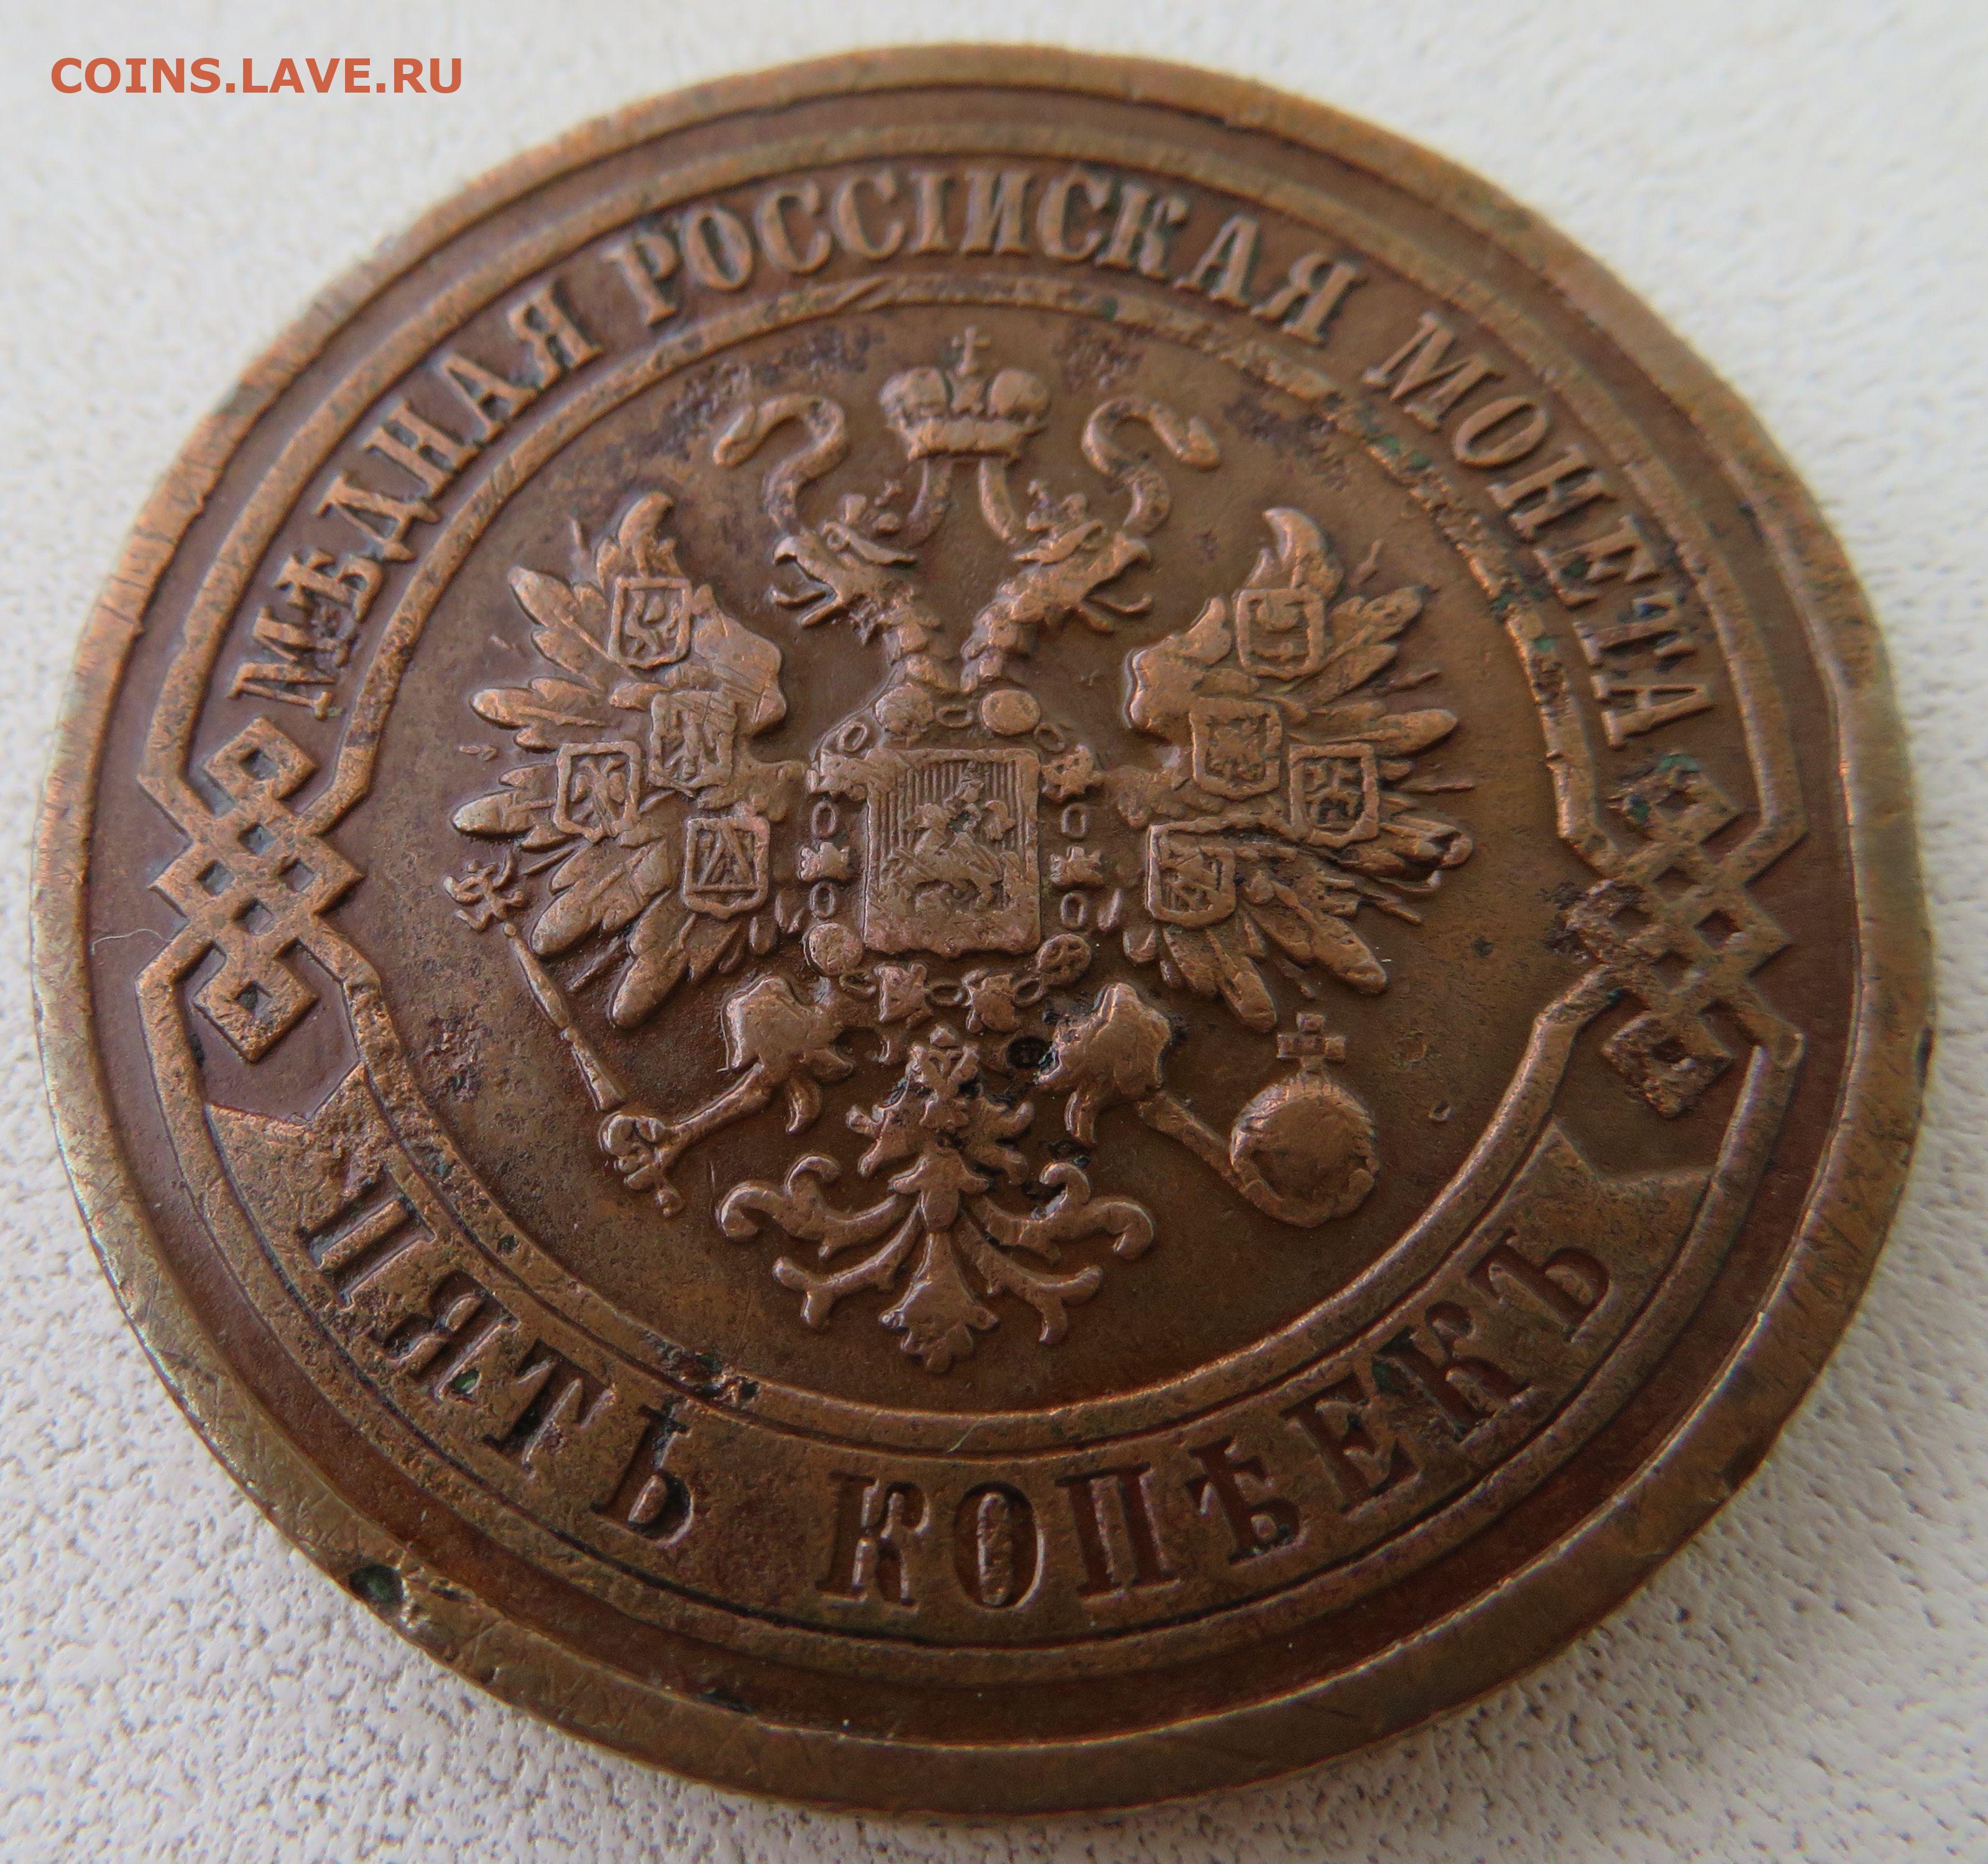 COINS.LAVE.RU
МѢДНАЯ РОССІЙСКАЯ МОНЕТА
ПЯТЬ КОПѢЕКЪ